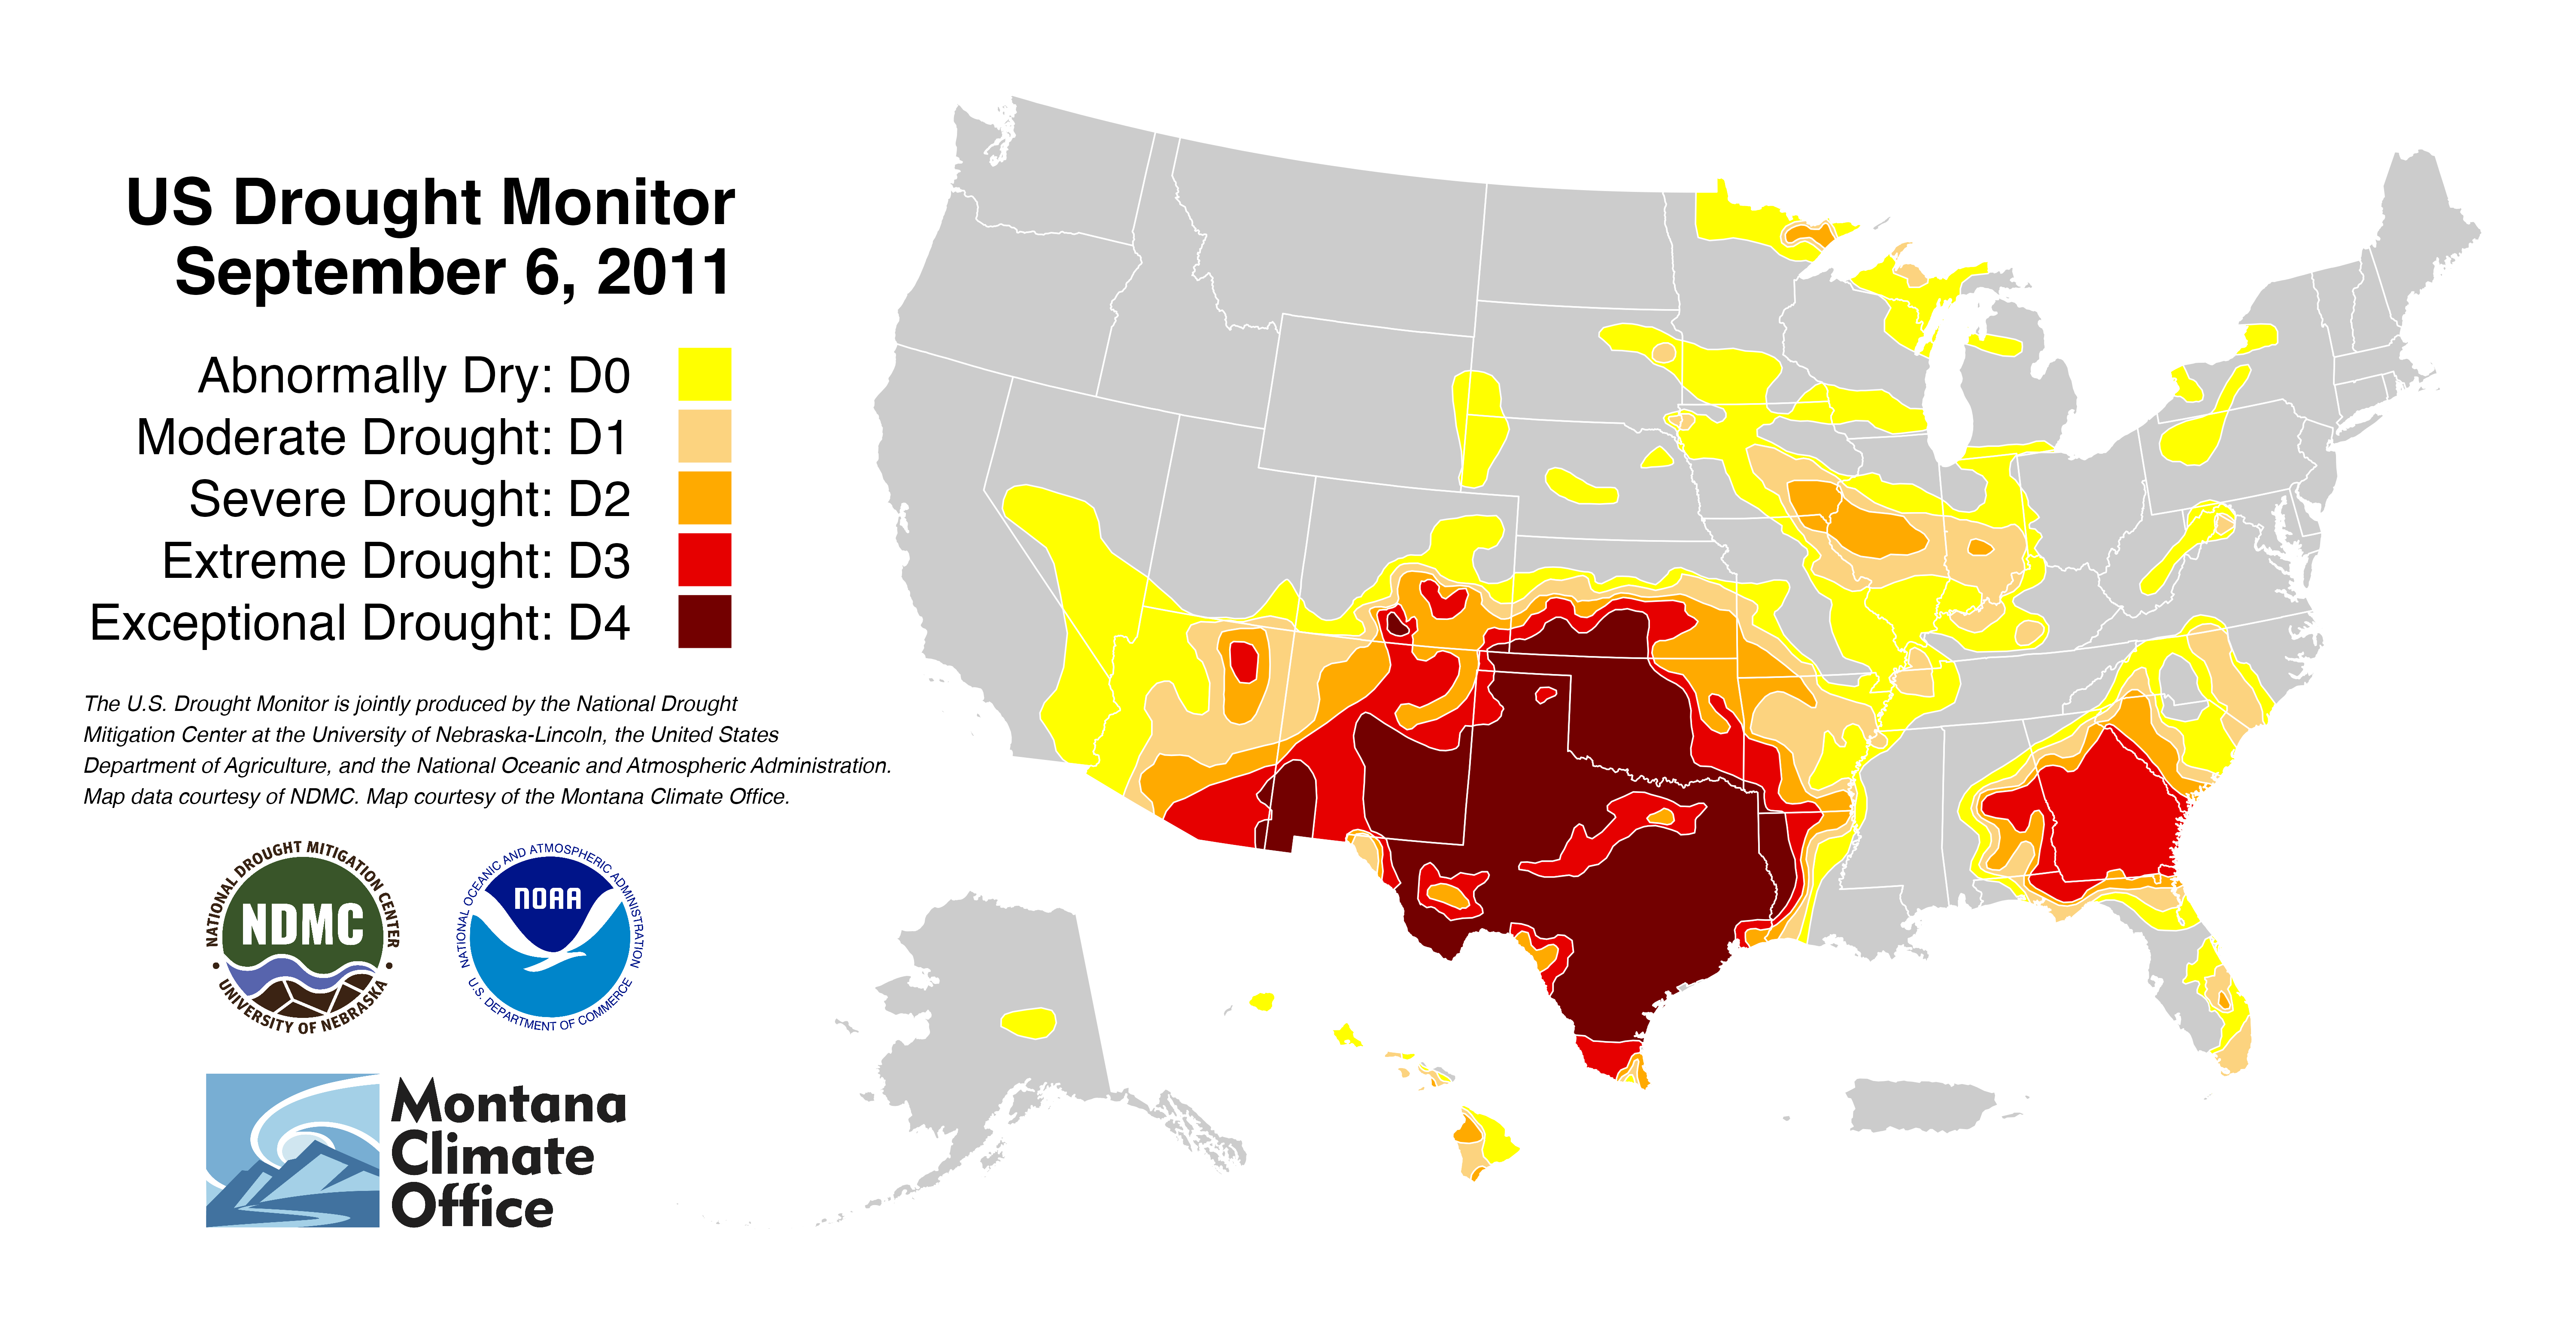 US Drought Monitor
September 6, 2011
Abnormally Dry: D0
Moderate Drought: D1
Severe Drought: D2
Extreme Drought: D3
Exceptional Drought: D4
The U.S. Drought Monitor is jointly produced by the National Drought
Mitigation Center at the University of Nebraska-Lincoln, the United States
Department of Agriculture, and the National Oceanic and Atmospheric Administration.
Map data courtesy of NDMC. Map courtesy of the Montana Climate Office.
NATIONAL DROUGHT MITIGATION CENTER
NDMC
UNIVERSITY OF NEBRASKA
NATIONAL OCEANIC AND ATMOSPHERIC ADMINISTRATION
NOAA
U.S. DEPARTMENT OF COMMERCE
Montana
Climate
Office